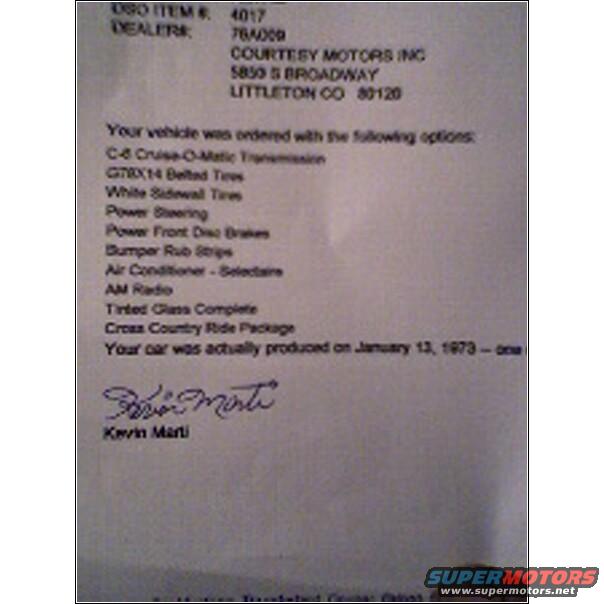 DSO ITEM #: 4017
DEALER#: 76A009
COURTESY MOTORS INC
5850 S BROADWAY
LITTLETON CO 80120
Your vehicle was ordered with the following options:
C-6 Cruise-O-Matic Transmission
G78X14 Belted Tires
White Sidewall Tires
Power Steering
Power Front Disc Brakes
Bumper Rub Strips
Air Conditioner - Selectaire
AM Radio
Tinted Glass Complete
Cross Country Ride Package
Your car was actually produced on January 13, 1973 -- one
Kevin Marti
Kevin Marti
SUPERMOTORS
www.supermotors.net